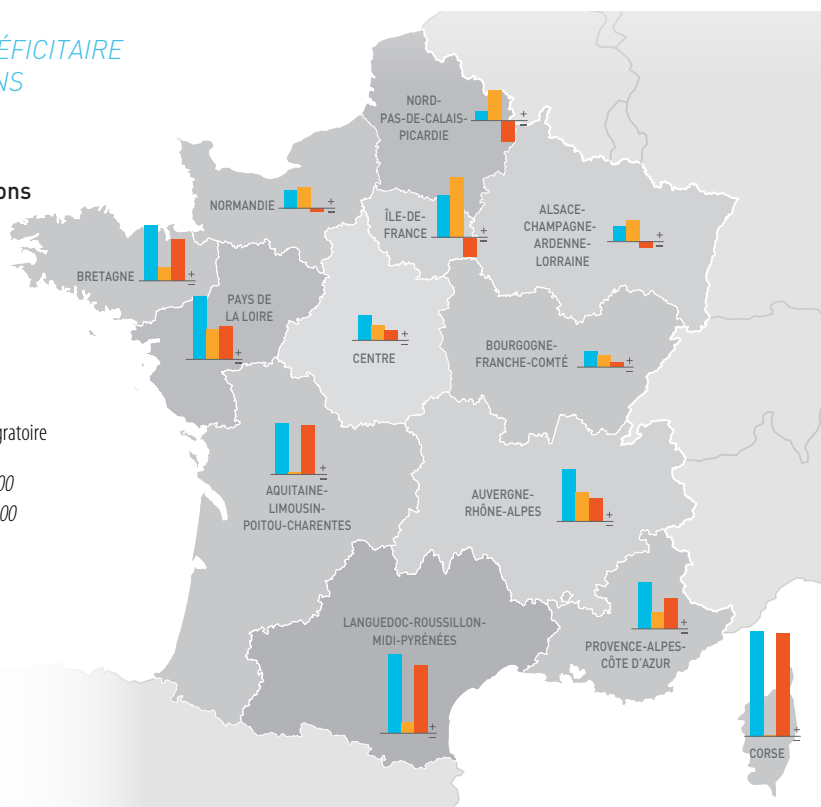 ÉFICITAIRE
NS
ons
gratoire
00
00
NORD-
PAS-DE-CALAIS-
PICARDIE
NORMANDIE
ÎLE-DE-
FRANCE
ALSACE-
CHAMPAGNE-
ARDENNE-
LORRAINE
BRETAGNE
PAYS DE
LA LOIRE
CENTRE
BOURGOGNE-
FRANCHE-COMTÉ
AQUITAINE-
LIMOUSIN-
POITOU-CHARENTES
AUVERGNE-
RHÔNE-ALPES
LANGUEDOC-ROUSSILLON-
MIDI-PYRÉNÉES
PROVENCE-ALPES-
CÔTE D'AZUR
CORSE